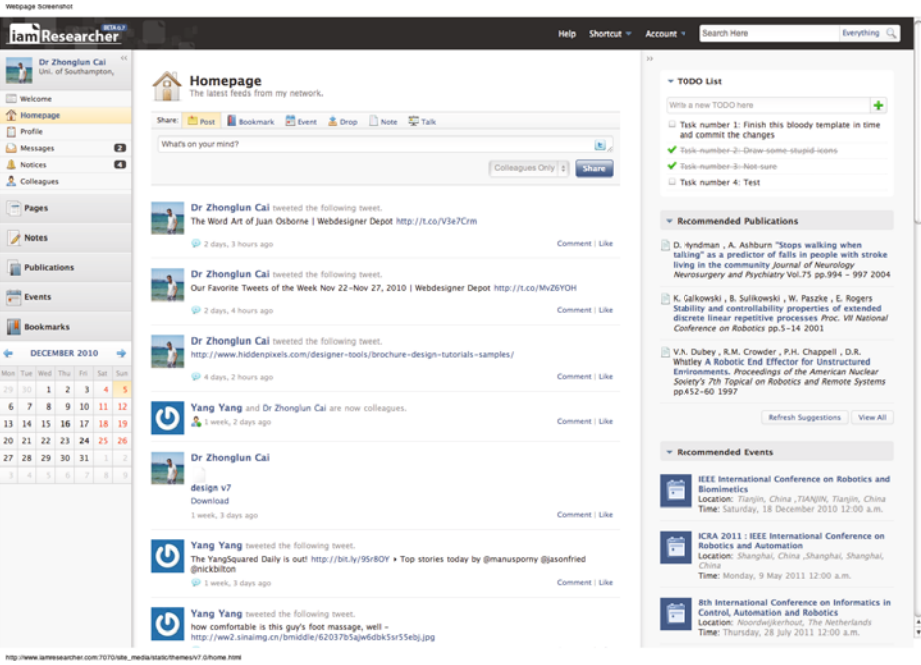 Webpage Screenshot
iam Researcher
BETA 0.7
Help Shortcut Account Search Here Everything
Dr Zhonglun Cai
Uni. of Southampton,
Welcome
Homepage
Profile
Messages 2
Notices 4
Colleagues
Pages
Notes
Publications
Events
Bookmarks
DECEMBER 2010
Mon Tue Wed Thu Fri Sat Sun
29 30 1 2 3 4 5
6 7 8 9 10 11 12
13 14 15 16 17 18 19
20 21 22 23 24 25 26
27 28 29 30 31 1 2
3 4 5 6 7 8 9
Homepage
The latest feeds from my network.
Share: Post Bookmark Event Drop Note Talk
What's on your mind?
Colleagues Only Share
Dr Zhonglun Cai tweeted the following tweet.
The Word Art of Juan Osborne | Webdesigner Depot http://t.co/V3e7Crm
2 days, 3 hours ago Comment | Like
Dr Zhonglun Cai tweeted the following tweet.
Our Favorite Tweets of the Week Nov 22-Nov 27, 2010 | Webdesigner Depot http://t.co/MvZ6YOH
2 days, 4 hours ago Comment | Like
Dr Zhonglun Cai tweeted the following tweet.
http://www.hiddenpixels.com/designer-tools/brochure-design-tutorials-samples/
4 days, 2 hours ago Comment | Like
Yang Yang and Dr Zhonglun Cai are now colleagues.
1 week, 2 days ago Comment | Like
Dr Zhonglun Cai
design v7
Download
1 week, 3 days ago Comment | Like
Yang Yang tweeted the following tweet.
The YangSquared Daily is out! http://bit.ly/9Sr8OY ▸ Top stories today by @manusporny @jasonfried
@nickbilton
1 week, 3 days ago Comment | Like
Yang Yang tweeted the following tweet.
how comfortable is this guy's foot massage, well -
http://ww2.sinaimg.cn/bmiddle/62037b5ajw6dbk5sr55ebj.jpg
TODO List
Write a new TODO here
Task number 1: Finish this bloody template in time
and commit the changes
Task number 2: Draw some stupid icons
Task number 3: Not sure
Task number 4: Test
Recommended Publications
D. Hyndman , A. Ashburn "Stops walking when
talking" as a predictor of falls in people with stroke
living in the community Journal of Neurology
Neurosurgery and Psychiatry Vol.75 pp.994 - 997 2004
K. Galkowski , B. Sulikowski , W. Paszke , E. Rogers
Stability and controllability properties of extended
discrete linear repetitive processes Proc. VII National
Conference on Robotics pp.5-14 2001
V.N. Dubey , R.M. Crowder , P.H. Chappell , D.R.
Whatley A Robotic End Effector for Unstructured
Environments. Proceedings of the American Nuclear
Society's 7th Topical on Robotics and Remote Systems
pp.452-60 1997
Refresh Suggestions View All
Recommended Events
IEEE International Conference on Robotics and
Biomimetics
Location: Tianjin, China ,TIANJIN, Tianjin, China
Time: Saturday, 18 December 2010 12:00 a.m.
ICRA 2011 : IEEE International Conference on
Robotics and Automation
Location: Shanghai, China ,Shanghai, Shanghai,
China
Time: Monday, 9 May 2011 12:00 a.m.
8th International Conference on Informatics in
Control, Automation and Robotics
Location: Noordwijkerhout, The Netherlands
Time: Thursday, 28 July 2011 12:00 a.m.
http://www.iamresearcher.com:7070/site_media/static/themes/v7.0/home.html